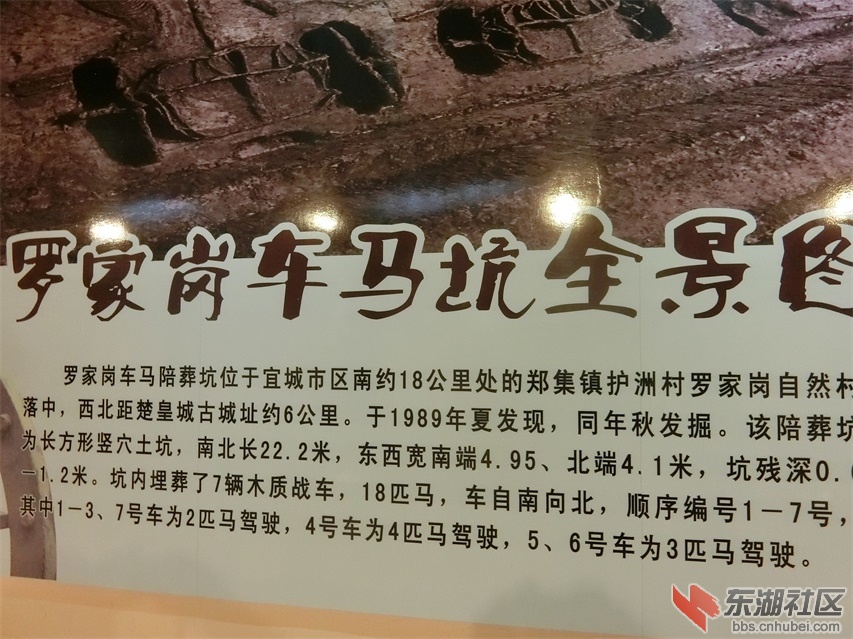 罗家岗车马坑全景图
罗家岗车马陪葬坑位于宜城市区南约18公里处的郑集镇护洲村罗家岗自然村
落中，西北距楚皇城古城址约6公里。于1989年夏发现，同年秋发掘。该陪葬坑
为长方形竖穴土坑，南北长22.2米，东西宽南端4.95、北端4.1米，坑残深0.
－1.2米。坑内埋葬了7辆木质战车，18匹马，车自南向北，顺序编号1－7号，
其中1－3、7号车为2匹马驾驶，4号车为4匹马驾驶，5、6号车为3匹马驾驶。
东湖社区
bbs.cnhubei.com